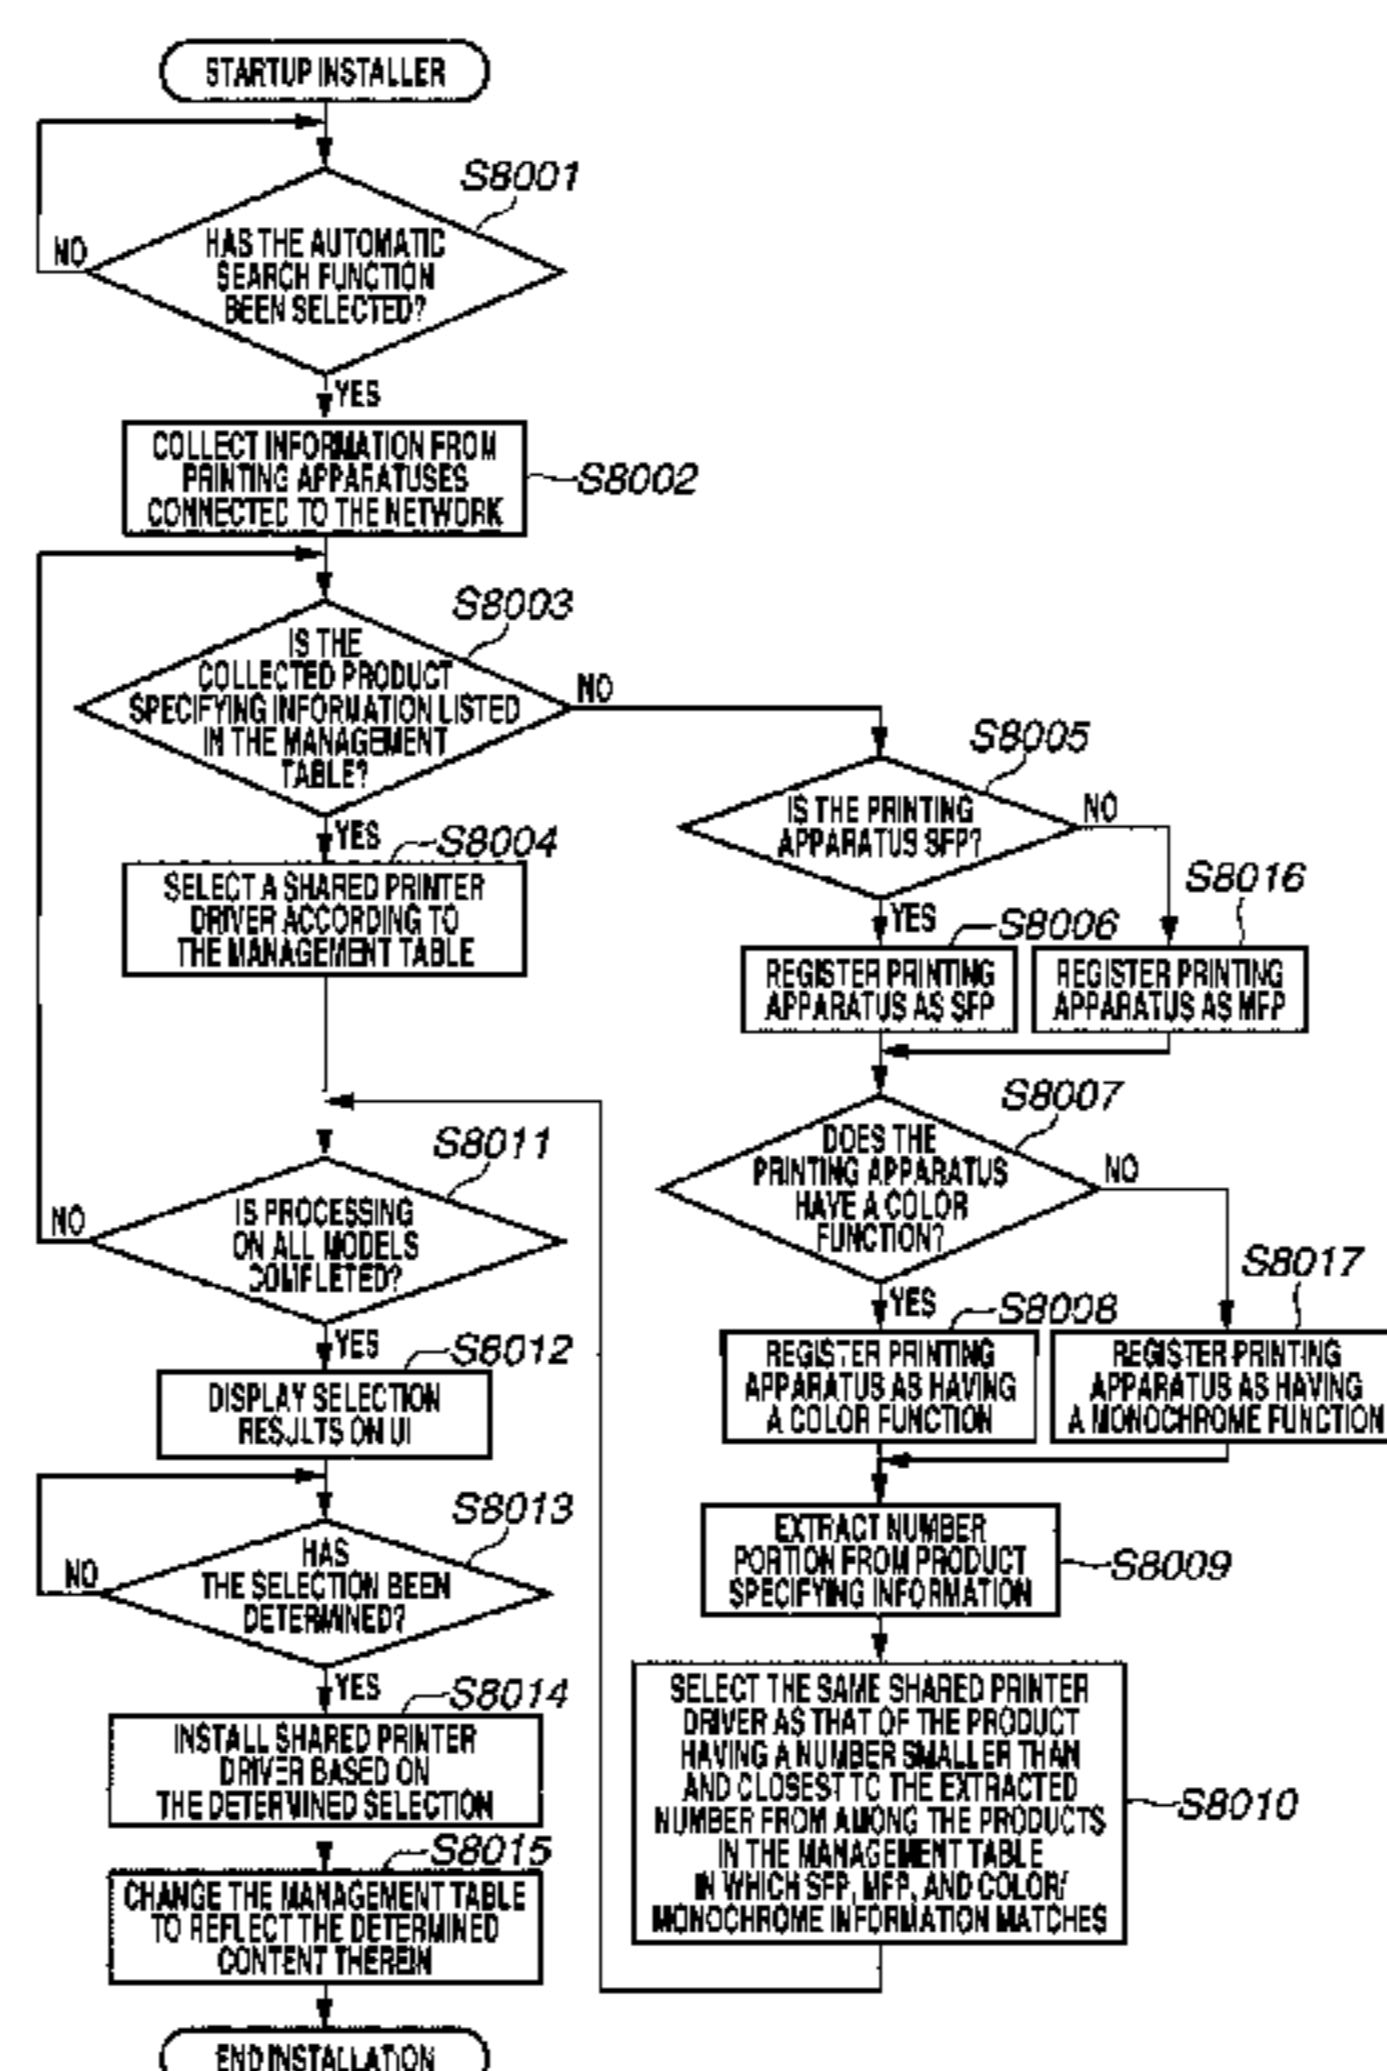 STARTUP INSTALLER
S8001
HAS THE AUTOMATIC
SEARCH FUNCTION
BEEN SELECTED?
NO
YES
COLLECT INFORMATION FROM
PRINTING APPARATUSES
CONNECTED TO THE NETWORK
S8002
S8003
IS THE
COLLECTED PRODUCT
SPECIFYING INFORMATION LISTED
IN THE MANAGEMENT
TABLE?
NO
YES
S8004
SELECT A SHARED PRINTER
DRIVER ACCORDING TO
THE MANAGEMENT TABLE
S8005
IS THE PRINTING
APPARATUS SFP?
NO
YES
S8006
REGISTER PRINTING
APPARATUS AS SFP
S8016
REGISTER PRINTING
APPARATUS AS MFP
S8007
DOES THE
PRINTING APPARATUS
HAVE A COLOR
FUNCTION?
NO
YES
S8008
REGISTER PRINTING
APPARATUS AS HAVING
A COLOR FUNCTION
S8017
REGISTER PRINTING
APPARATUS AS HAVING
A MONOCHROME FUNCTION
EXTRACT NUMBER
PORTION FROM PRODUCT
SPECIFYING INFORMATION
S8009
SELECT THE SAME SHARED PRINTER
DRIVER AS THAT OF THE PRODUCT
HAVING A NUMBER SMALLER THAN
AND CLOSEST TO THE EXTRACTED
NUMBER FROM AMONG THE PRODUCTS
IN THE MANAGEMENT TABLE
IN WHICH SFP, MFP, AND COLOR/
MONOCHROME INFORMATION MATCHES
S8010
S8011
IS PROCESSING
ON ALL MODELS
COMPLETED?
NO
YES
S8012
DISPLAY SELECTION
RESULTS ON UI
S8013
HAS
THE SELECTION BEEN
DETERMINED?
NO
YES
S8014
INSTALL SHARED PRINTER
DRIVER BASED ON
THE DETERMINED SELECTION
S8015
CHANGE THE MANAGEMENT TABLE
TO REFLECT THE DETERMINED
CONTENT THEREIN
END INSTALLATION